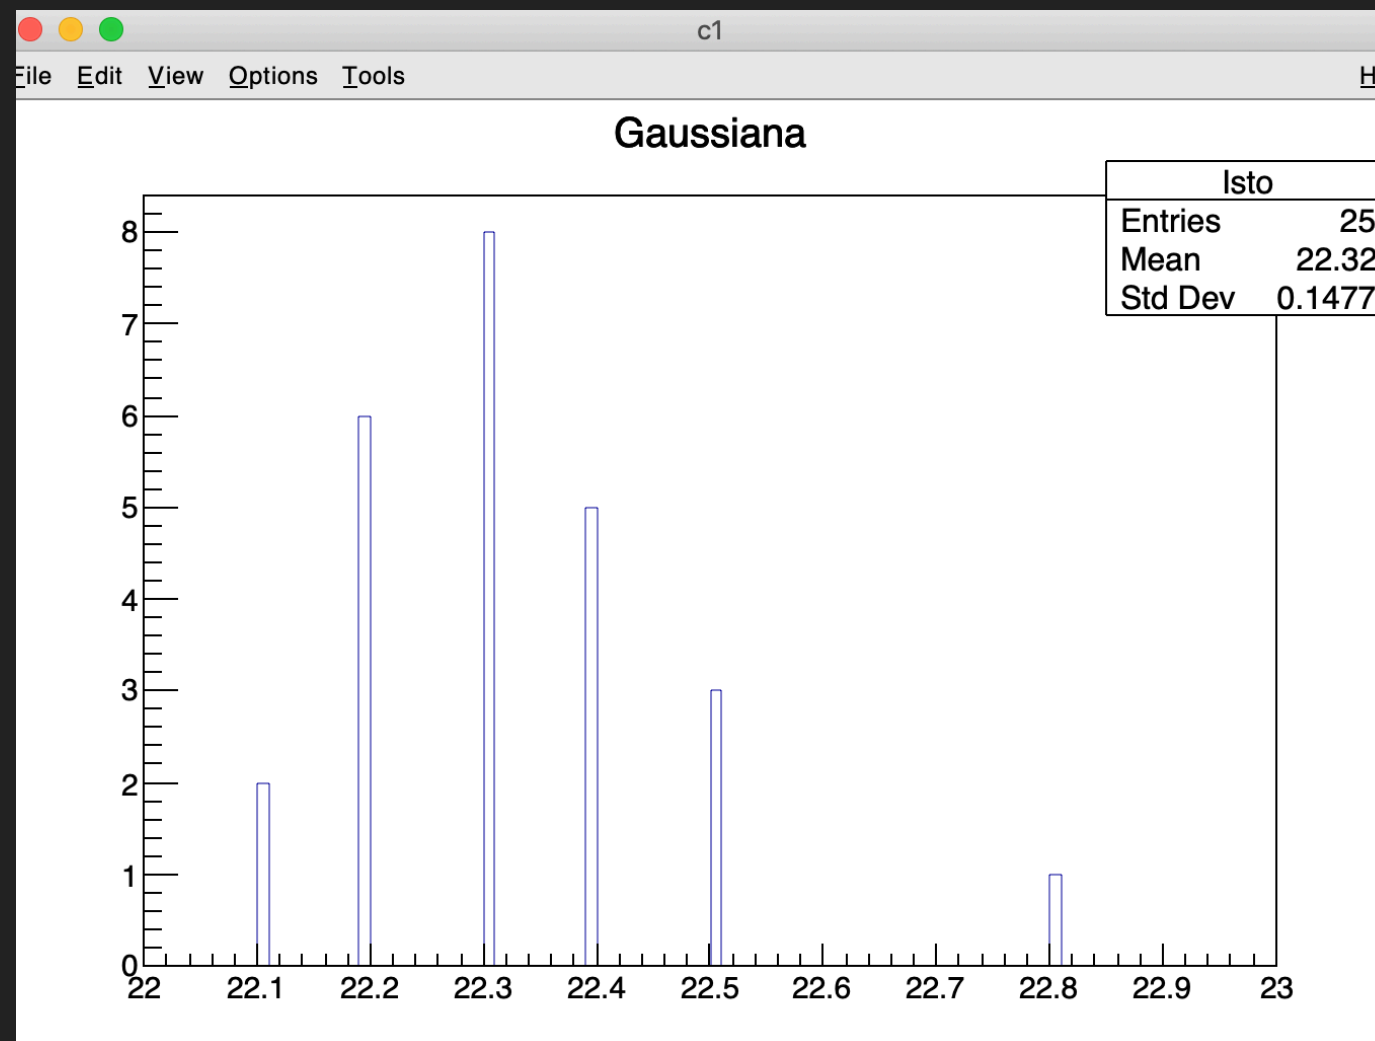 c1
File Edit View Options Tools H
Gaussiana
Isto
Entries 25
Mean 22.32
Std Dev 0.1477
8
7
6
5
4
3
2
1
0
22 22.1 22.2 22.3 22.4 22.5 22.6 22.7 22.8 22.9 23